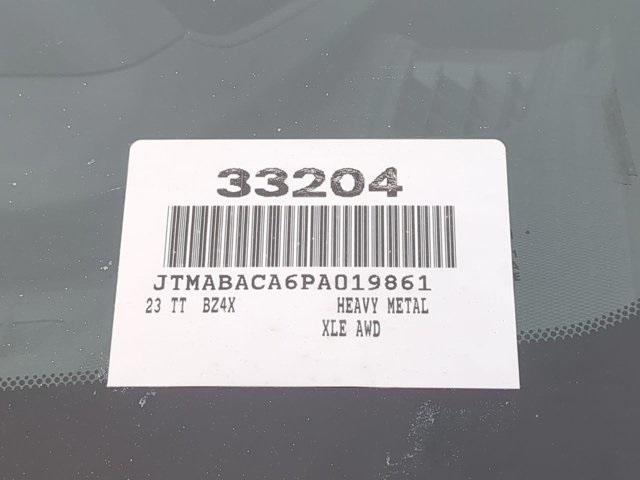 33204
JTMABACA6PA019861
23 TT BZ4X HEAVY METAL
XLE AWD